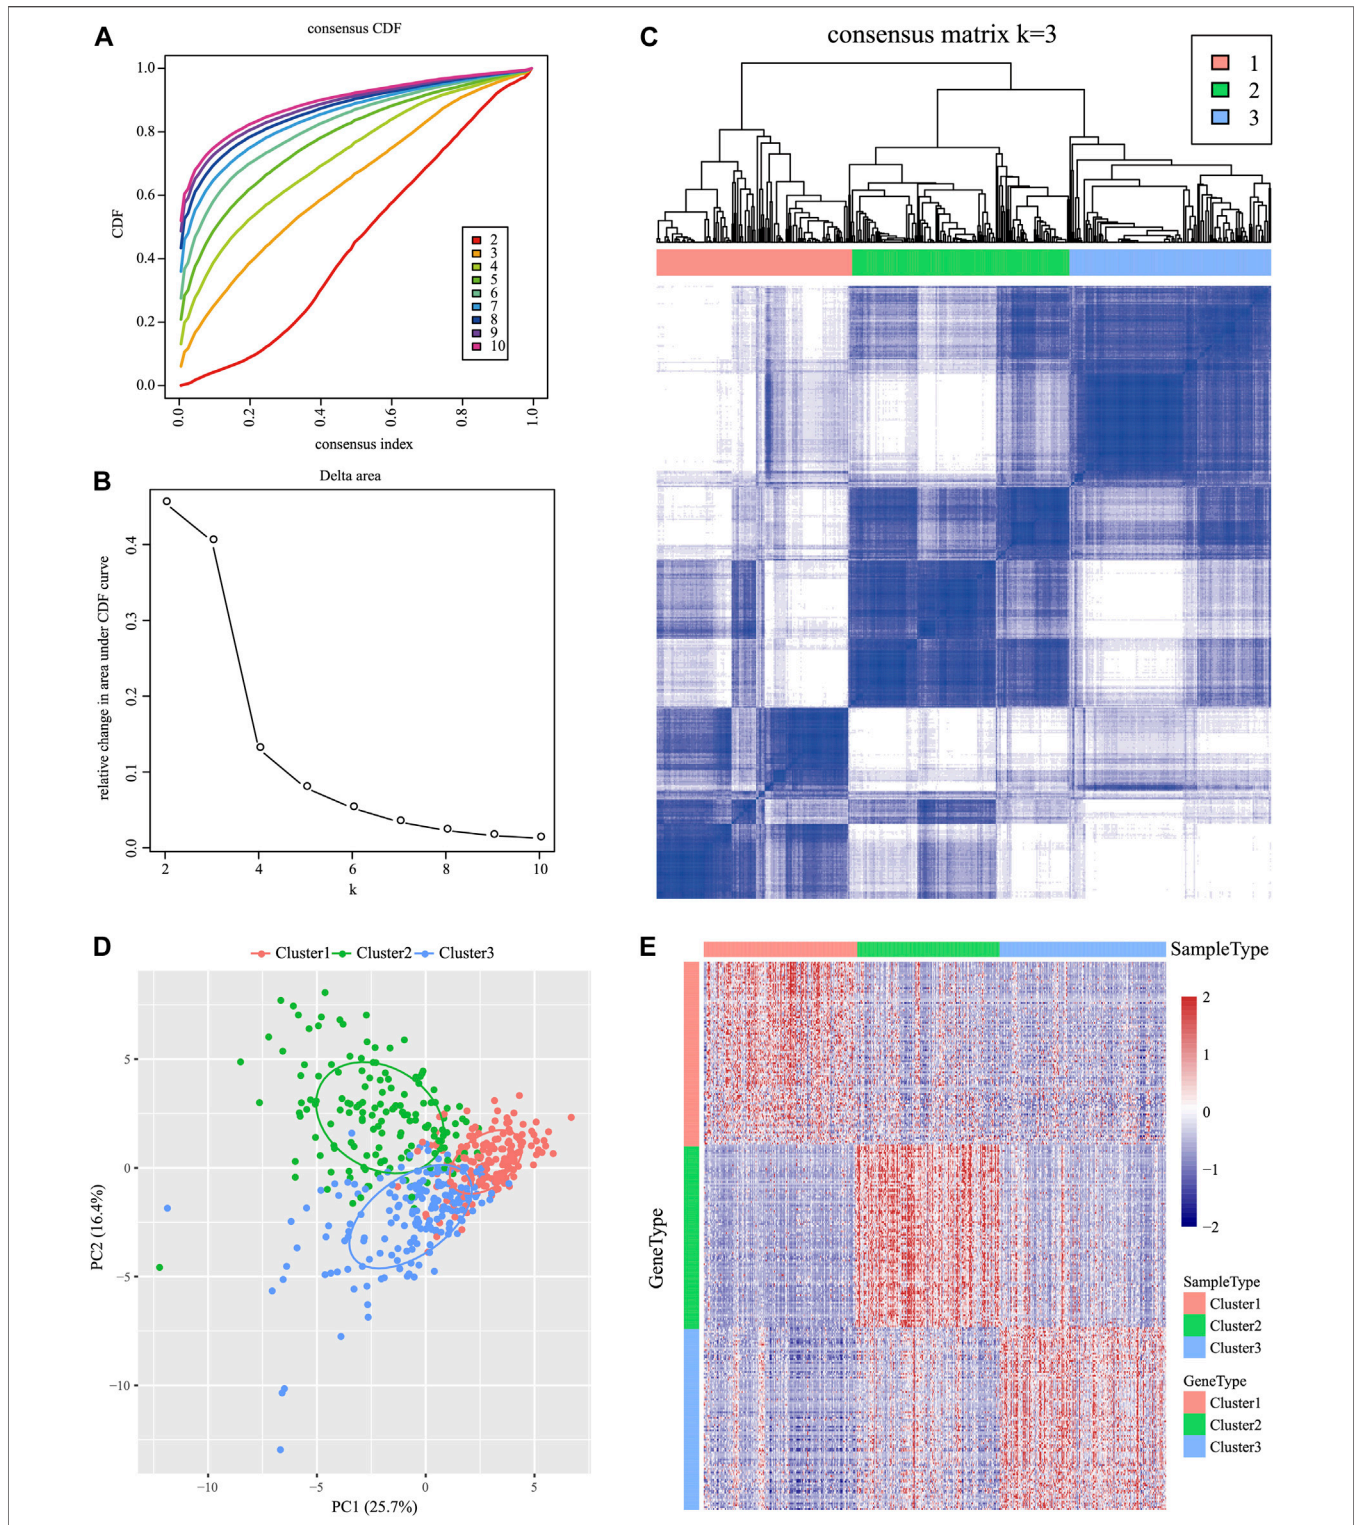 A
consensus CDF
CDF
1.0
0.8
0.6
0.4
0.2
0.0
2
3
4
5
6
7
8
9
10
0.0
0.2
0.4
0.6
0.8
1.0
consensus index
B
Delta area
relative change in area under CDF curve
0.4
0.3
0.2
0.1
0.0
2
4
6
8
10
k
C
consensus matrix k=3
1
2
3
D
Cluster1
Cluster2
Cluster3
PC2 (16.4%)
5
0
−5
−10
−10
−5
0
5
PC1 (25.7%)
E
SampleType
GeneType
2
1
0
−1
−2
SampleType
Cluster1
Cluster2
Cluster3
GeneType
Cluster1
Cluster2
Cluster3